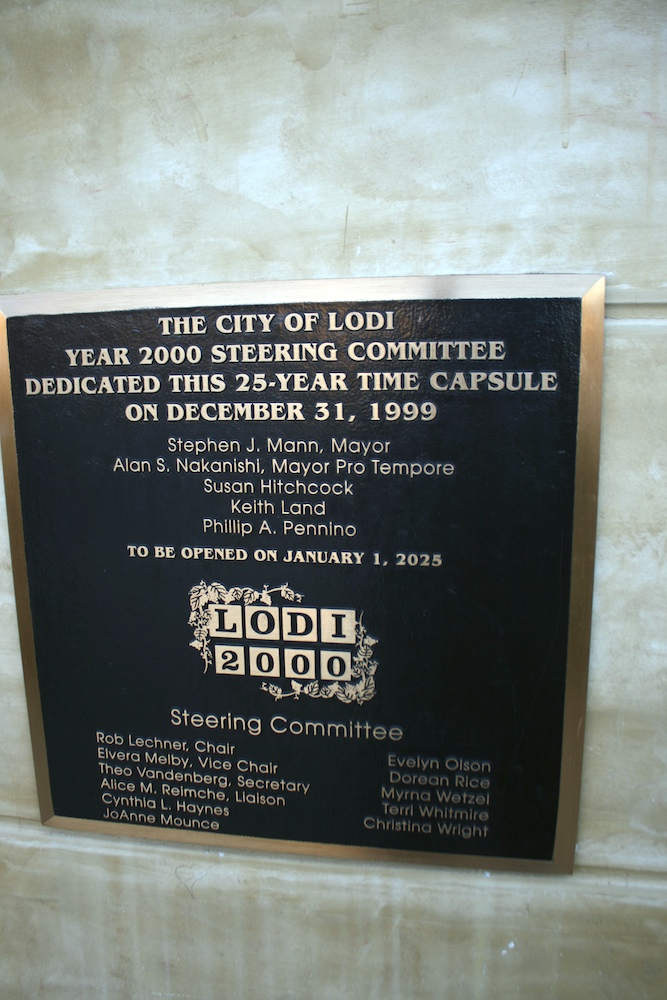 THE CITY OF LODI
YEAR 2000 STEERING COMMITTEE
DEDICATED THIS 25-YEAR TIME CAPSULE
ON DECEMBER 31, 1999
Stephen J. Mann, Mayor
Alan S. Nakanishi, Mayor Pro Tempore
Susan Hitchcock
Keith Land
Phillip A. Pennino
TO BE OPENED ON JANUARY 1, 2025
LODI
2000
Steering Committee
Rob Lechner, Chair
Elvera Melby, Vice Chair
Theo Vandenberg, Secretary
Alice M. Reimche, Liaison
Cynthia L. Haynes
JoAnne Mounce
Evelyn Olson
Dorean Rice
Myrna Wetzel
Terri Whitmire
Christina Wright